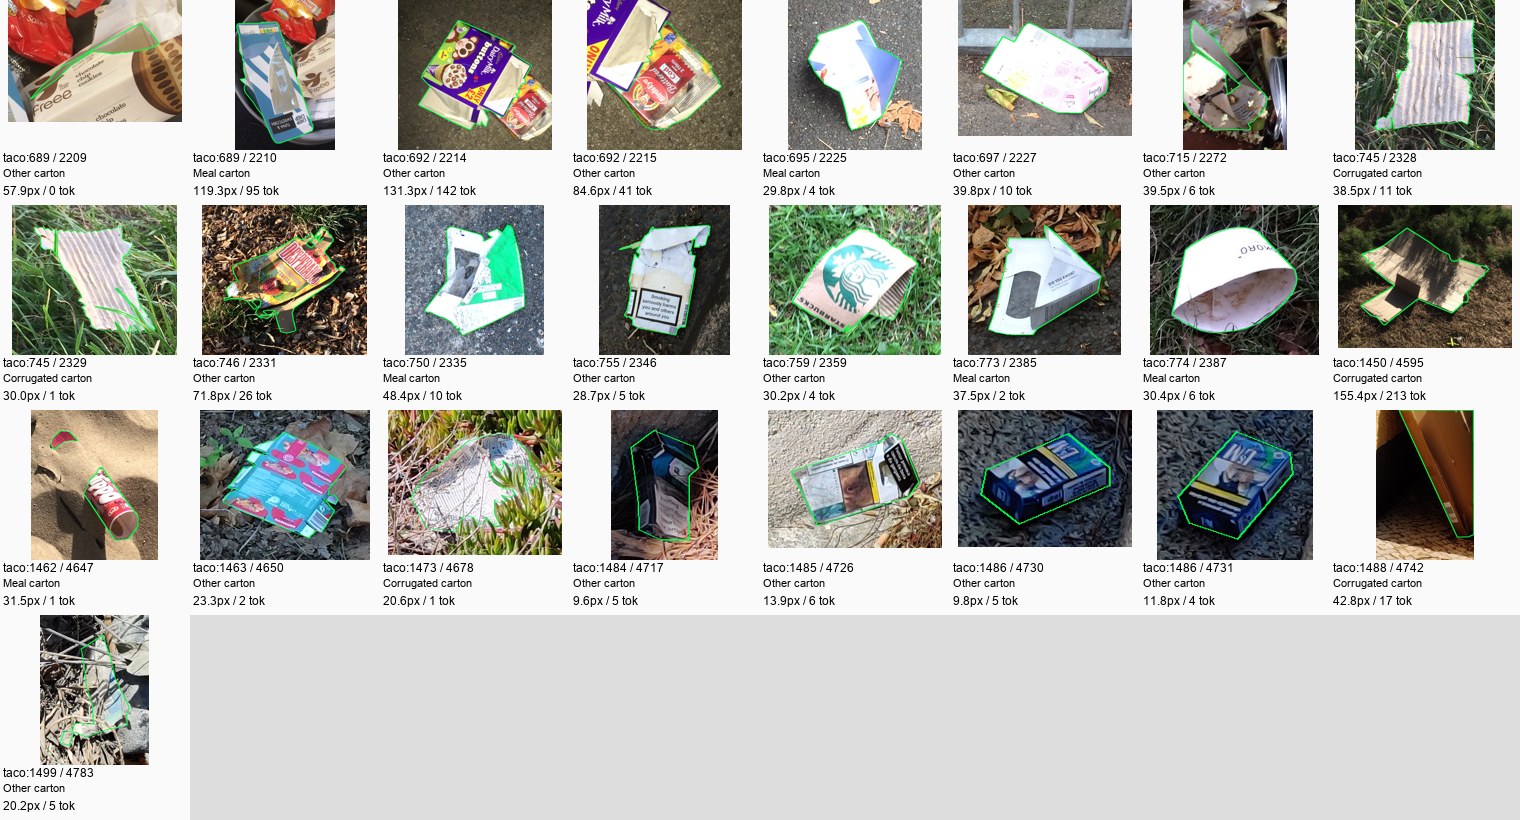 taco:689 / 2209
Other carton
57.9px / 0 tok
taco:689 / 2210
Meal carton
119.3px / 95 tok
taco:692 / 2214
Other carton
131.3px / 142 tok
taco:692 / 2215
Other carton
84.6px / 41 tok
taco:695 / 2225
Meal carton
29.8px / 4 tok
taco:697 / 2227
Other carton
39.8px / 10 tok
taco:715 / 2272
Other carton
39.5px / 6 tok
taco:745 / 2328
Corrugated carton
38.5px / 11 tok
taco:745 / 2329
Corrugated carton
30.0px / 1 tok
taco:746 / 2331
Other carton
71.8px / 26 tok
taco:750 / 2335
Meal carton
48.4px / 10 tok
Smoking
seriously harms
you and others
around you
taco:755 / 2346
Other carton
28.7px / 5 tok
STARBUCKS
taco:759 / 2359
Other carton
30.2px / 4 tok
taco:773 / 2385
Meal carton
37.5px / 2 tok
taco:774 / 2387
Meal carton
30.4px / 6 tok
taco:1450 / 4595
Corrugated carton
155.4px / 213 tok
taco:1462 / 4647
Meal carton
31.5px / 1 tok
taco:1463 / 4650
Other carton
23.3px / 2 tok
taco:1473 / 4678
Corrugated carton
20.6px / 1 tok
taco:1484 / 4717
Other carton
9.6px / 5 tok
taco:1485 / 4726
Other carton
13.9px / 6 tok
taco:1486 / 4730
Other carton
9.8px / 5 tok
taco:1486 / 4731
Other carton
11.8px / 4 tok
taco:1488 / 4742
Corrugated carton
42.8px / 17 tok
taco:1499 / 4783
Other carton
20.2px / 5 tok